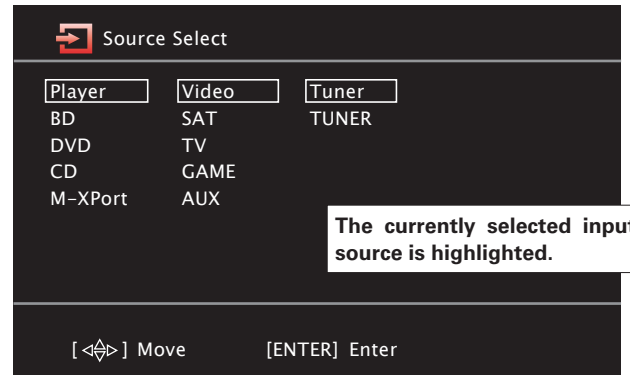 Source Select
Player Video Tuner
BD SAT TUNER
DVD TV
CD GAME
M-XPort AUX
The currently selected input
source is highlighted.
[◁△▽▷] Move [ENTER] Enter